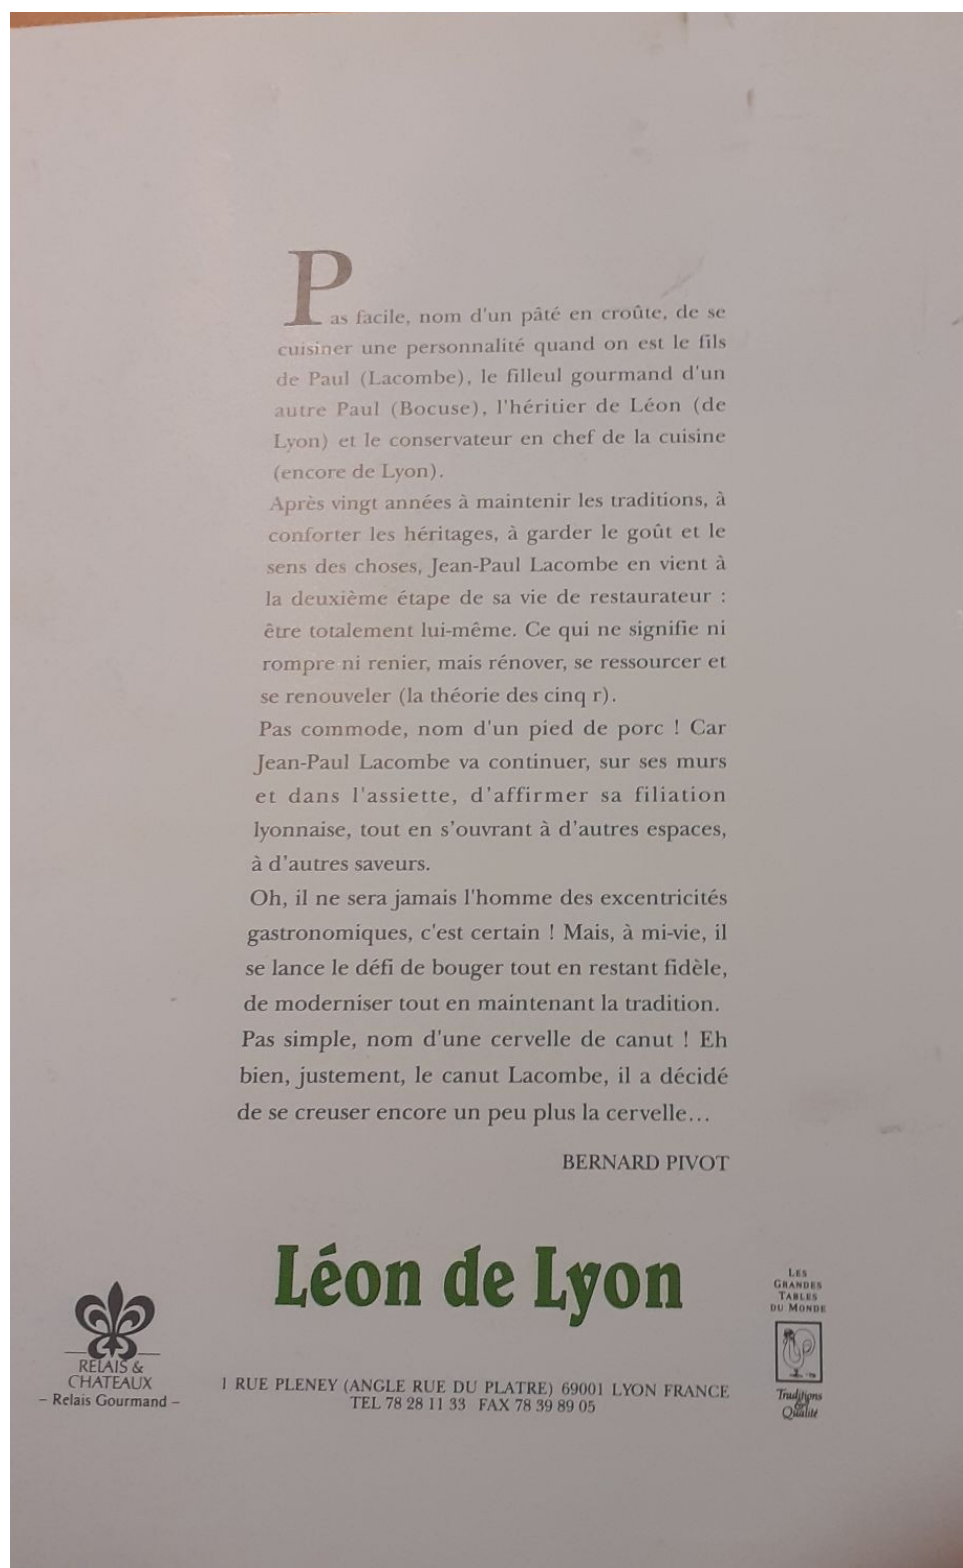 Pas facile, nom d'un pâté en croûte, de se
cuisiner une personnalité quand on est le fils
de Paul (Lacombe), le filleul gourmand d'un
autre Paul (Bocuse), l'héritier de Léon (de
Lyon) et le conservateur en chef de la cuisine
(encore de Lyon).
Après vingt années à maintenir les traditions, à
conforter les héritages, à garder le goût et le
sens des choses, Jean-Paul Lacombe en vient à
la deuxième étape de sa vie de restaurateur :
être totalement lui-même. Ce qui ne signifie ni
rompre ni renier, mais rénover, se ressourcer et
se renouveler (la théorie des cinq r).
Pas commode, nom d'un pied de porc ! Car
Jean-Paul Lacombe va continuer, sur ses murs
et dans l'assiette, d'affirmer sa filiation
lyonnaise, tout en s'ouvrant à d'autres espaces,
à d'autres saveurs.
Oh, il ne sera jamais l'homme des excentricités
gastronomiques, c'est certain ! Mais, à mi-vie, il
se lance le défi de bouger tout en restant fidèle,
de moderniser tout en maintenant la tradition.
Pas simple, nom d'une cervelle de canut ! Eh
bien, justement, le canut Lacombe, il a décidé
de se creuser encore un peu plus la cervelle...
BERNARD PIVOT
Léon de Lyon
RELAIS &
CHATEAUX
– Relais Gourmand –
1 RUE PLENEY (ANGLE RUE DU PLATRE) 69001 LYON FRANCE
TEL 78 28 11 33 FAX 78 39 89 05
LES
GRANDES
TABLES
DU MONDE
Traditions
&
Qualité